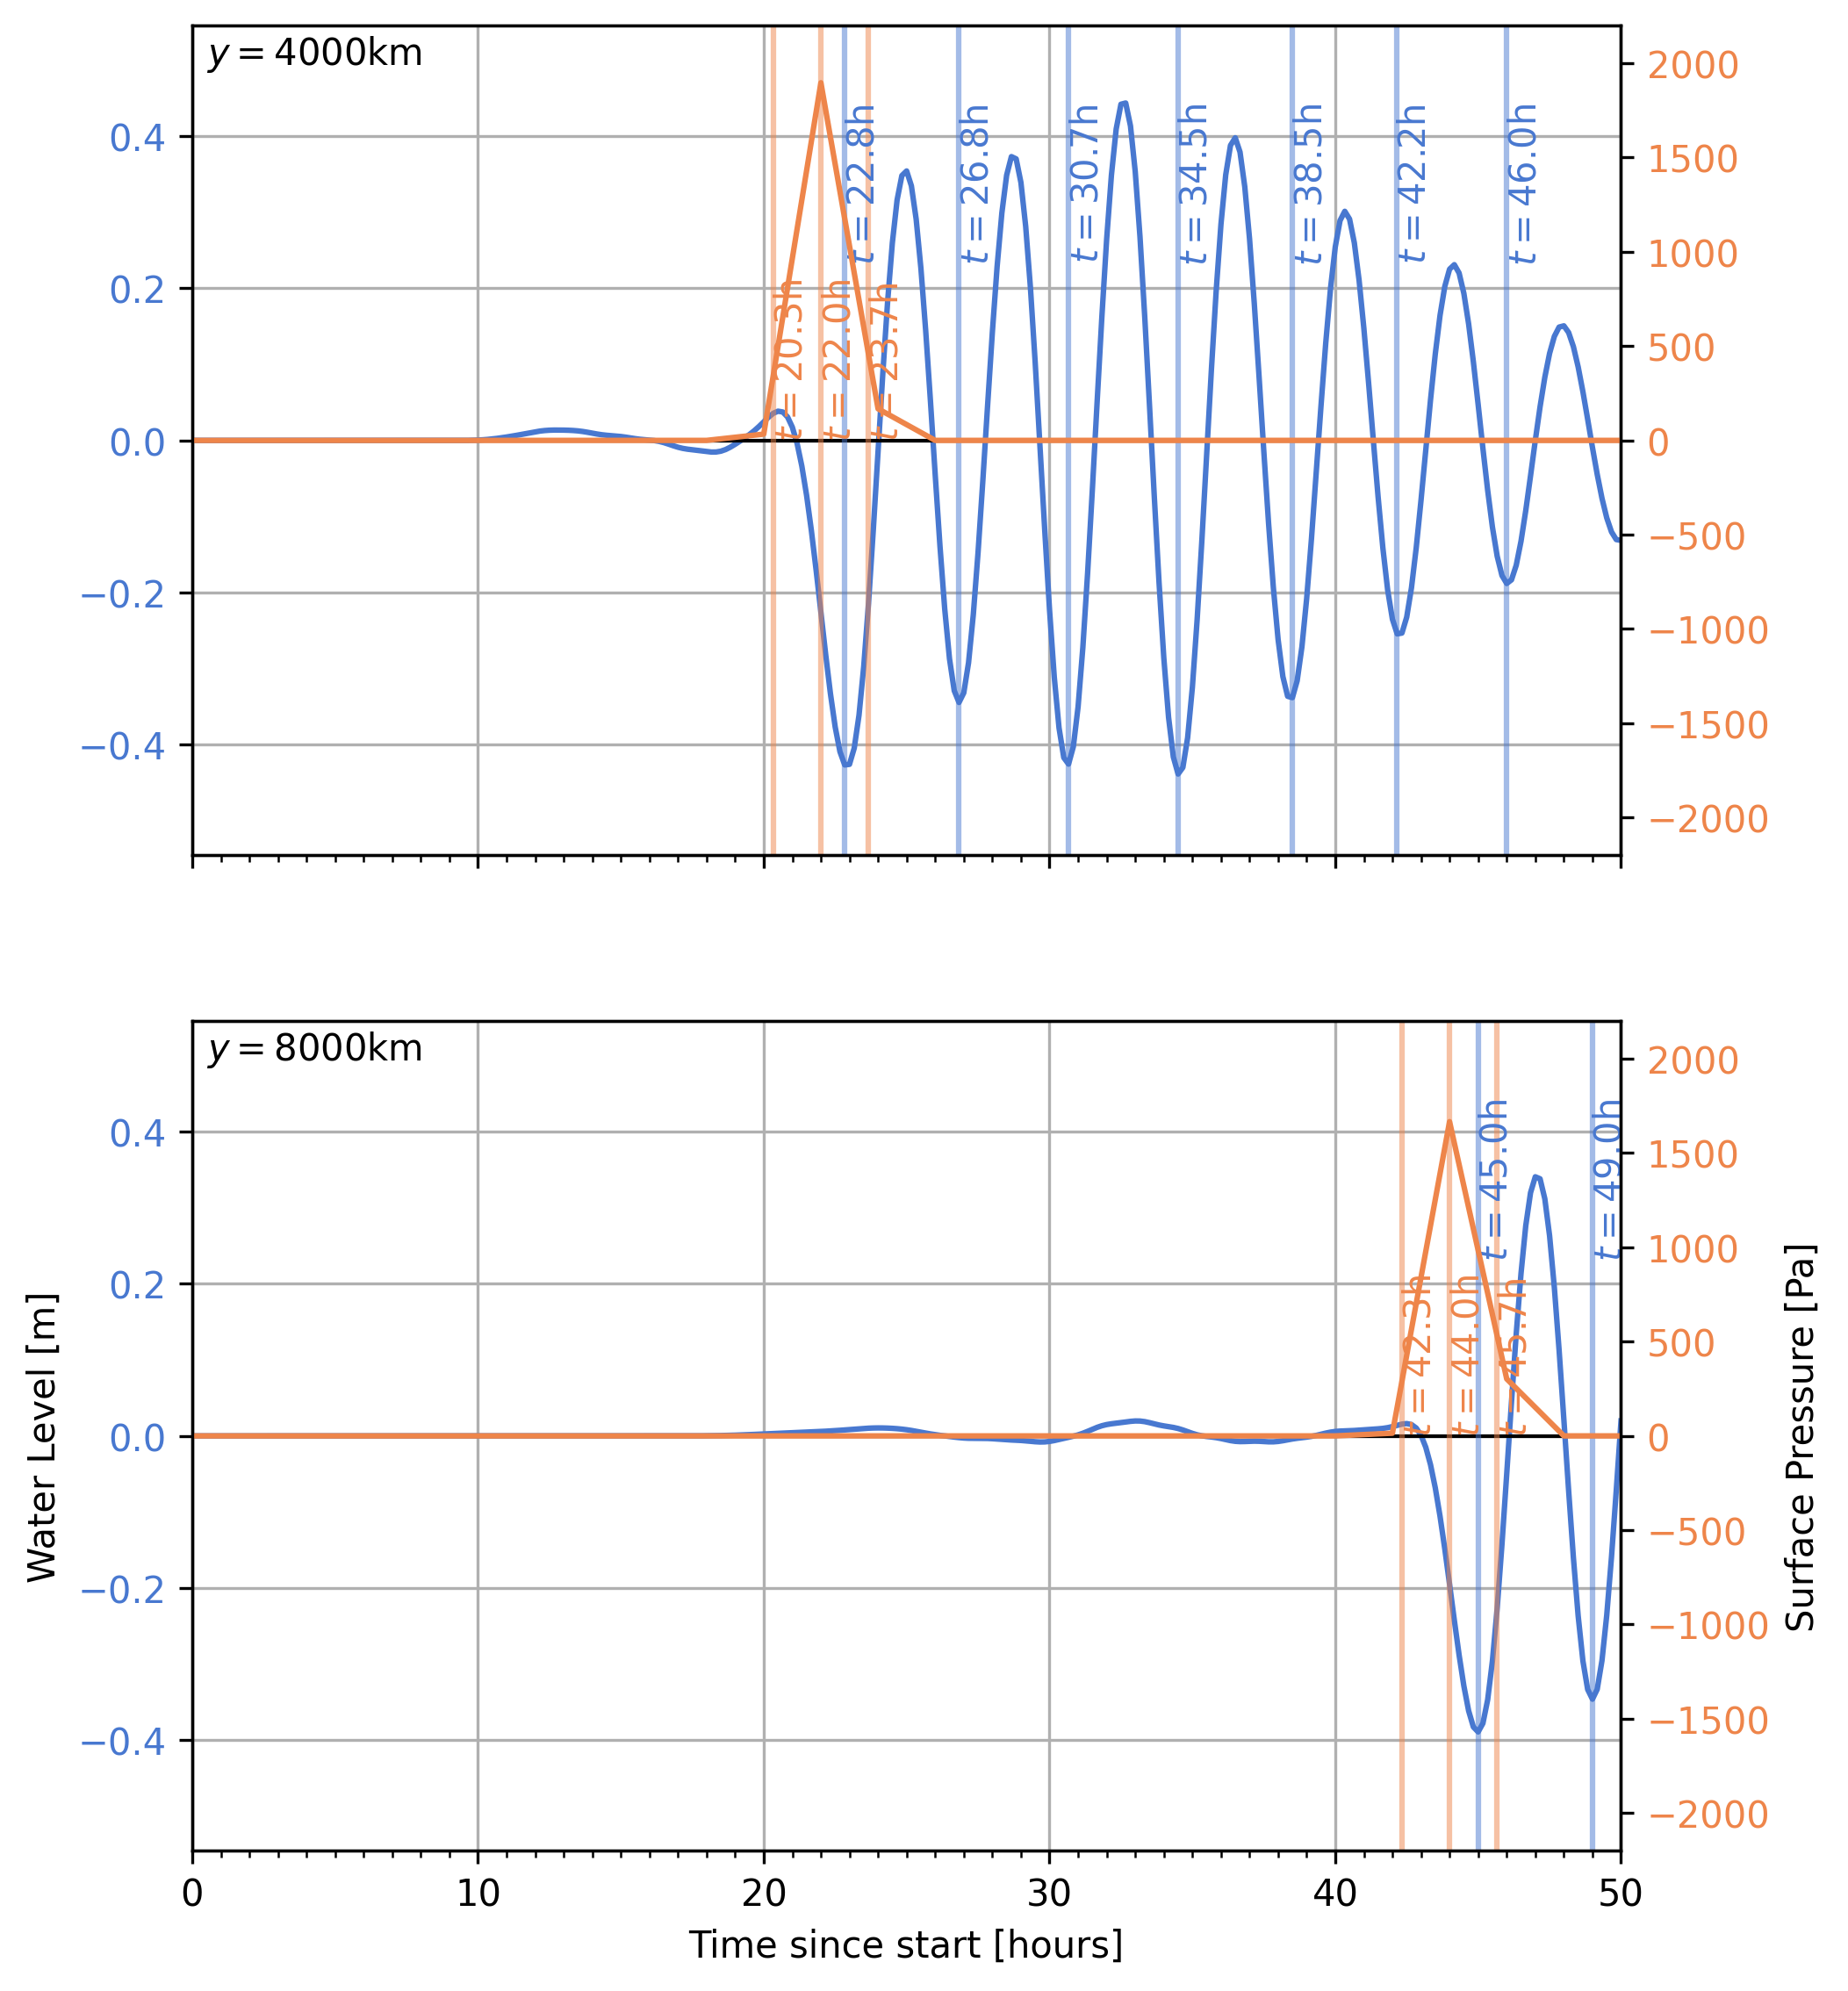 y = 4000km
0.4
0.2
0.0
−0.2
−0.4
2000
1500
1000
500
0
−500
−1000
−1500
−2000
t = 20.3h
t = 22.0h
t = 23.7h
t = 22.8h
t = 26.8h
t = 30.7h
t = 34.5h
t = 38.5h
t = 42.2h
t = 46.0h
y = 8000km
0.4
0.2
0.0
−0.2
−0.4
2000
1500
1000
500
0
−500
−1000
−1500
−2000
t = 42.3h
t = 44.0h
t = 45.7h
t = 45.0h
t = 49.0h
0 10 20 30 40 50
Time since start [hours]
Water Level [m]
Surface Pressure [Pa]